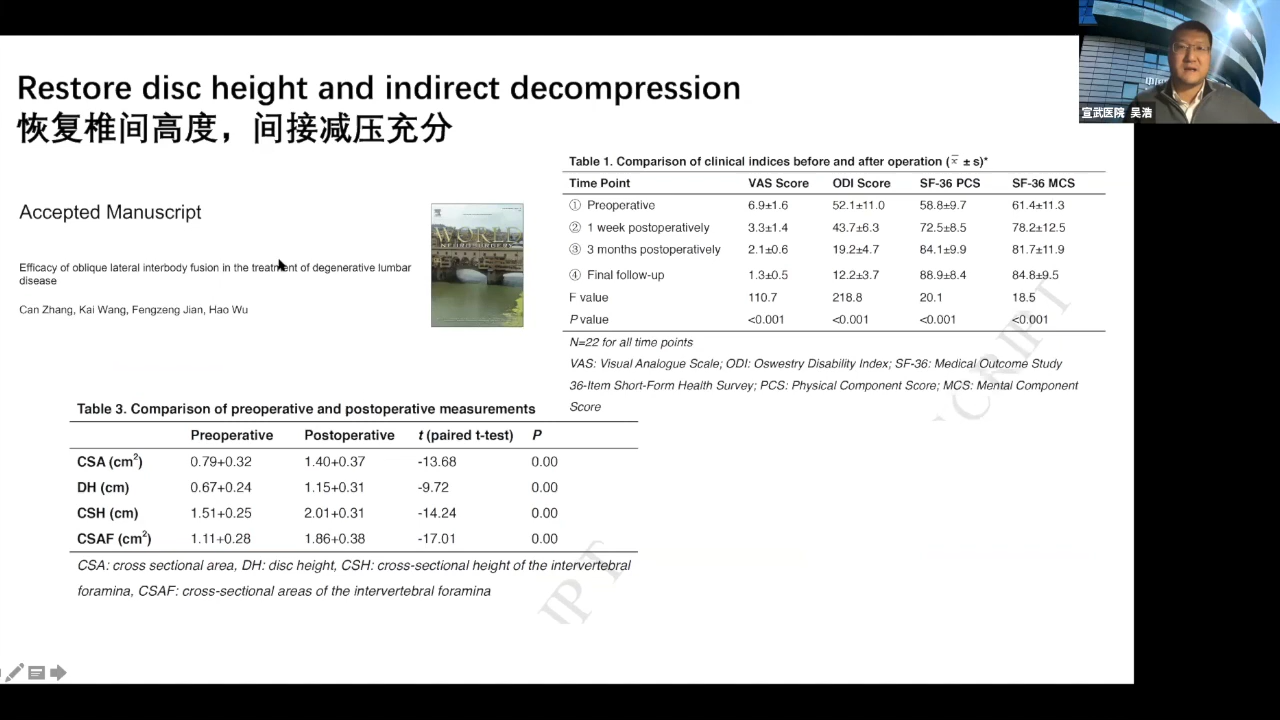 Restore disc height and indirect decompression
恢复椎间高度，间接减压充分
宣武医院 吴浩
Accepted Manuscript
WORLD
Efficacy of oblique lateral interbody fusion in the treatment of degenerative lumbar
disease
Can Zhang, Kai Wang, Fengzeng Jian, Hao Wu
Table 1. Comparison of clinical indices before and after operation (x̄ ± s)*
Time Point VAS Score ODI Score SF-36 PCS SF-36 MCS
① Preoperative 6.9±1.6 52.1±11.0 58.8±9.7 61.4±11.3
② 1 week postoperatively 3.3±1.4 43.7±6.3 72.5±8.5 78.2±12.5
③ 3 months postoperatively 2.1±0.6 19.2±4.7 84.1±9.9 81.7±11.9
④ Final follow-up 1.3±0.5 12.2±3.7 88.9±8.4 84.8±9.5
F value 110.7 218.8 20.1 18.5
P value <0.001 <0.001 <0.001 <0.001
N=22 for all time points
VAS: Visual Analogue Scale; ODI: Oswestry Disability Index; SF-36: Medical Outcome Study
36-Item Short-Form Health Survey; PCS: Physical Component Score; MCS: Mental Component
Score
CRIPT
Table 3. Comparison of preoperative and postoperative measurements
Preoperative Postoperative t (paired t-test) P
CSA (cm²) 0.79+0.32 1.40+0.37 -13.68 0.00
DH (cm) 0.67+0.24 1.15+0.31 -9.72 0.00
CSH (cm) 1.51+0.25 2.01+0.31 -14.24 0.00
CSAF (cm²) 1.11+0.28 1.86+0.38 -17.01 0.00
CSA: cross sectional area, DH: disc height, CSH: cross-sectional height of the intervertebral
foramina, CSAF: cross-sectional areas of the intervertebral foramina
IPT